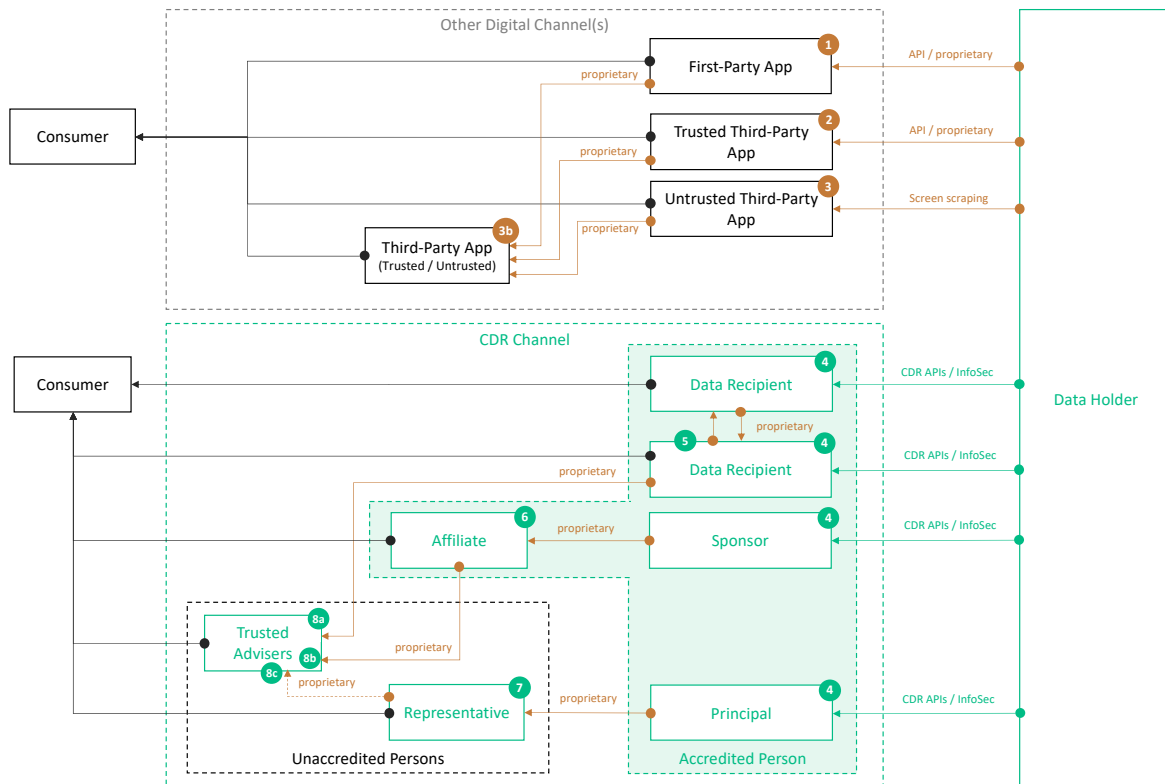 Other Digital Channel(s)
1
First-Party App
API / proprietary
proprietary
Consumer
2
Trusted Third-Party
App
API / proprietary
proprietary
3
Untrusted Third-Party
App
Screen scraping
proprietary
3b
Third-Party App
(Trusted / Untrusted)
CDR Channel
Consumer
4
Data Recipient
CDR APIs / InfoSec
Data Holder
proprietary
5
4
Data Recipient
CDR APIs / InfoSec
proprietary
6
Affiliate
proprietary
4
Sponsor
CDR APIs / InfoSec
8a
Trusted
Advisers
8b
8c
proprietary
proprietary
7
Representative
proprietary
4
Principal
CDR APIs / InfoSec
Unaccredited Persons
Accredited Person